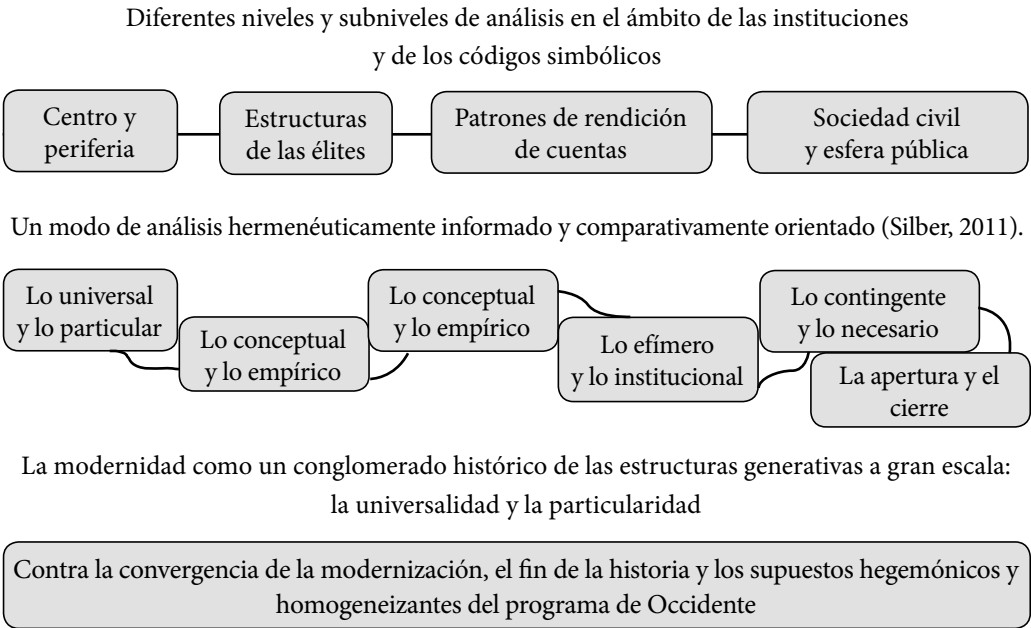 Diferentes niveles y subniveles de análisis en el ámbito de las instituciones
y de los códigos simbólicos
Centro y
periferia
Estructuras
de las élites
Patrones de rendición
de cuentas
Sociedad civil
y esfera pública
Un modo de análisis hermenéuticamente informado y comparativamente orientado (Silber, 2011).
Lo universal
y lo particular
Lo conceptual
y lo empírico
Lo conceptual
y lo empírico
Lo efímero
y lo institucional
Lo contingente
y lo necesario
La apertura y el
cierre
La modernidad como un conglomerado histórico de las estructuras generativas a gran escala:
la universalidad y la particularidad
Contra la convergencia de la modernización, el fin de la historia y los supuestos hegemónicos y
homogeneizantes del programa de Occidente